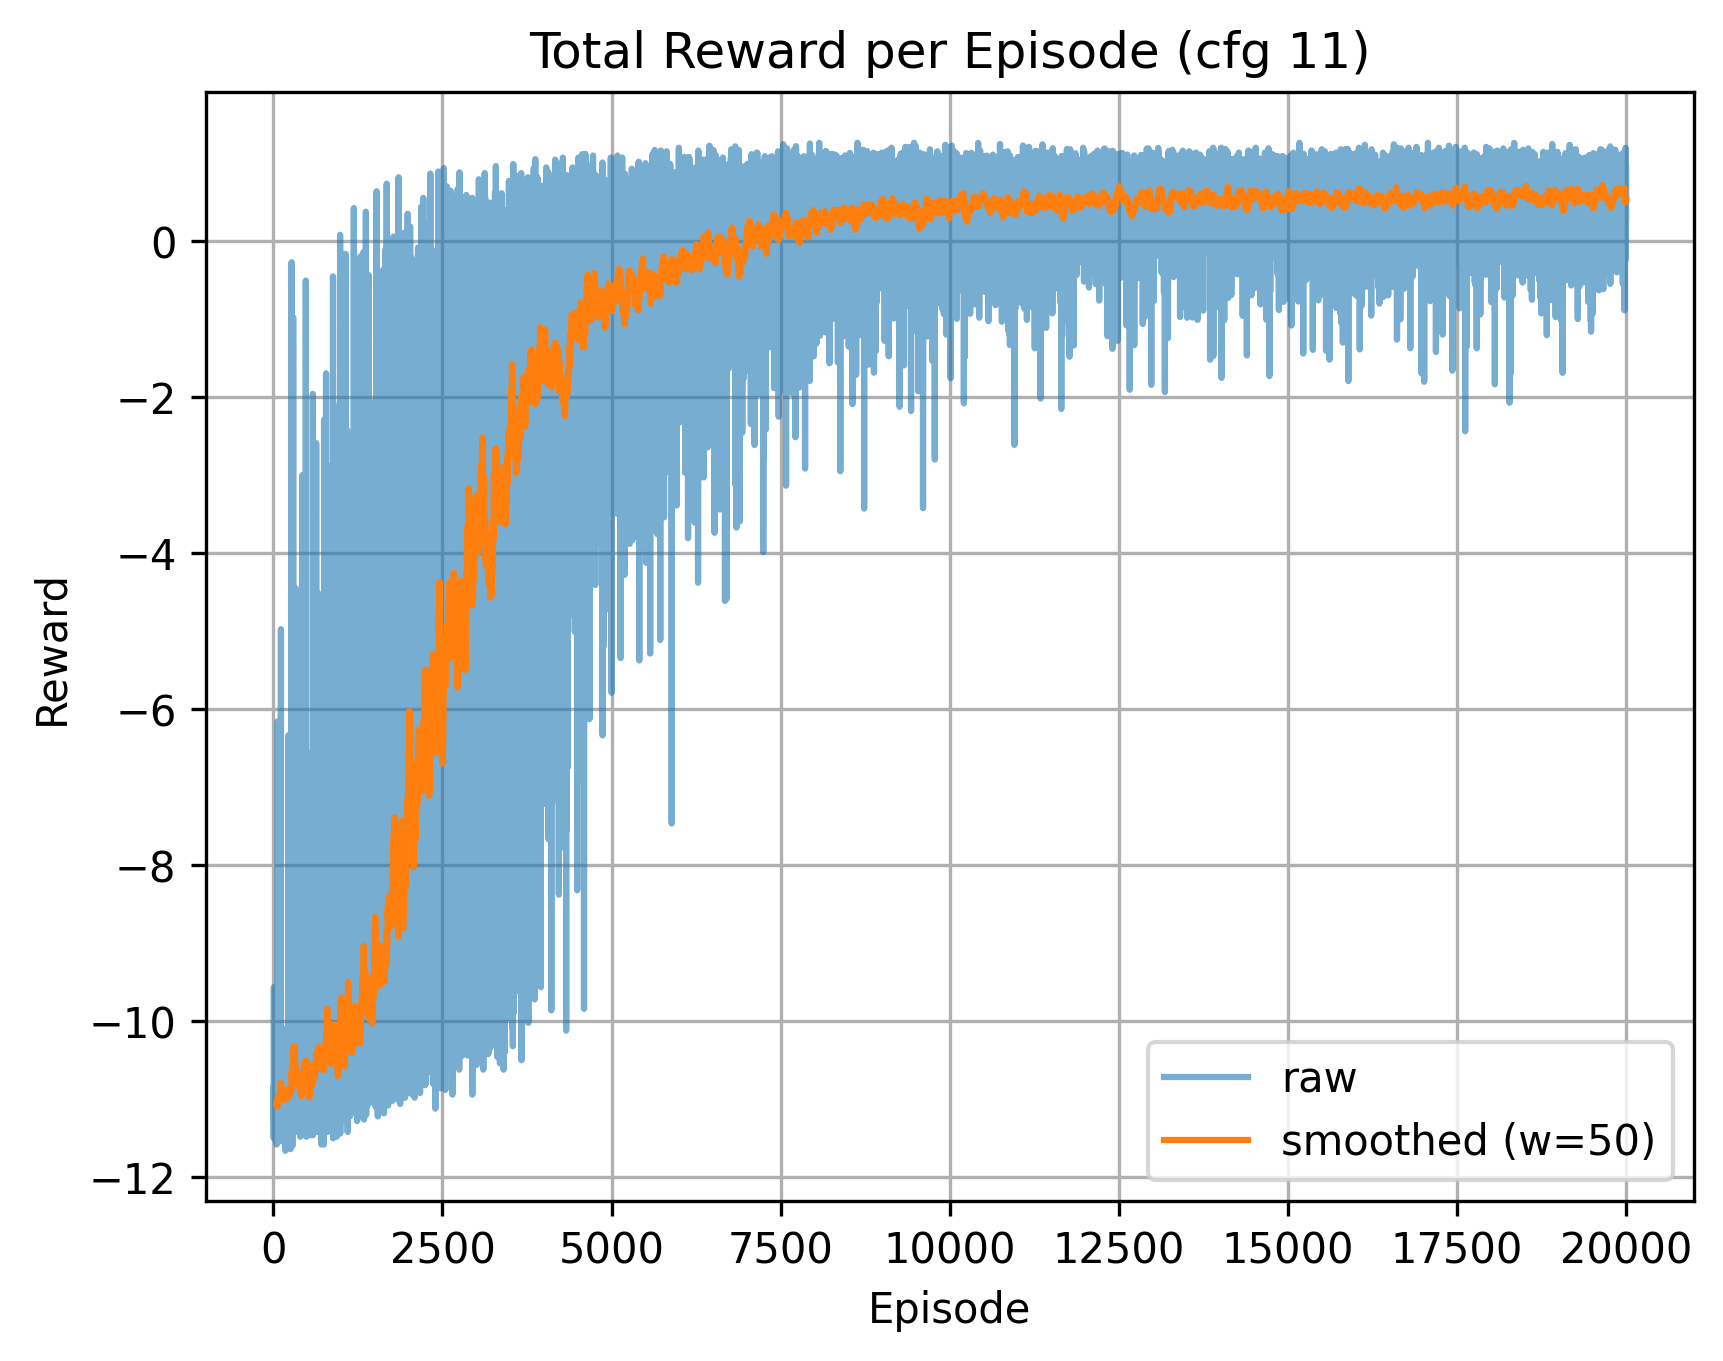 Total Reward per Episode (cfg 11)
0
−2
−4
−6
−8
−10
−12
Reward
raw
smoothed (w=50)
0 2500 5000 7500 10000 12500 15000 17500 20000
Episode